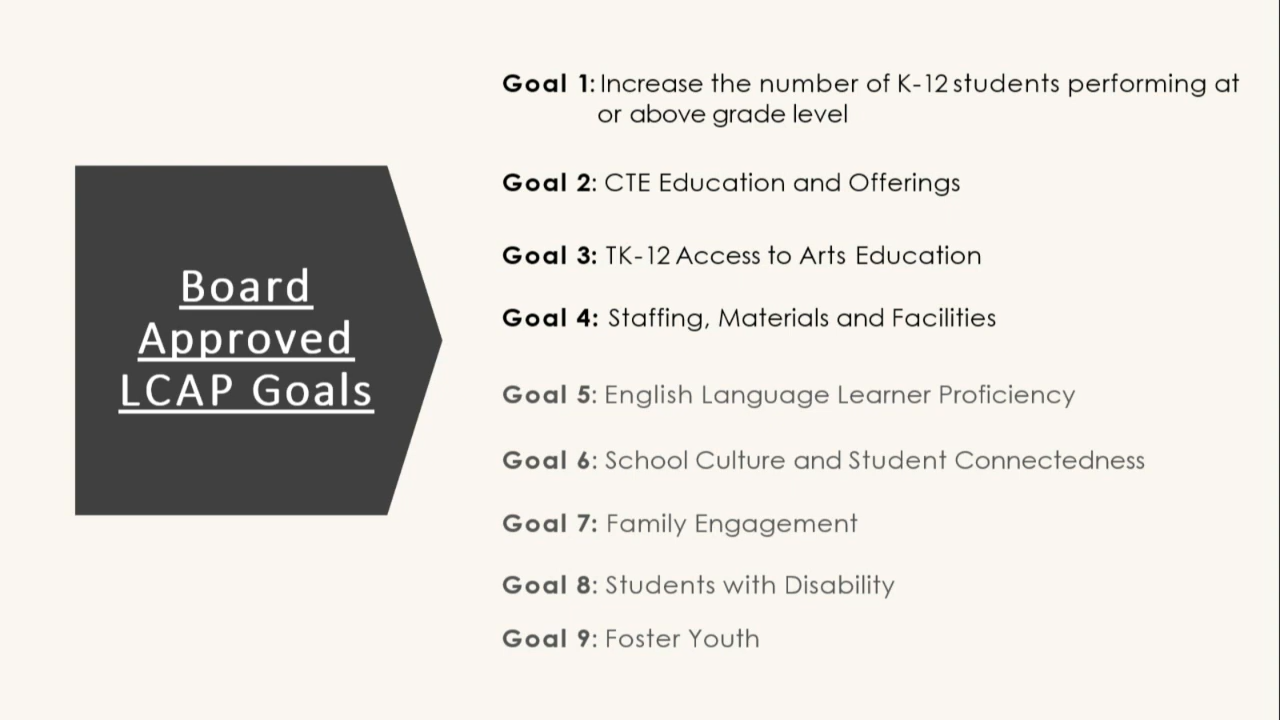 Board
Approved
LCAP Goals
Goal 1: Increase the number of K-12 students performing at
or above grade level
Goal 2: CTE Education and Offerings
Goal 3: TK-12 Access to Arts Education
Goal 4: Staffing, Materials and Facilities
Goal 5: English Language Learner Proficiency
Goal 6: School Culture and Student Connectedness
Goal 7: Family Engagement
Goal 8: Students with Disability
Goal 9: Foster Youth